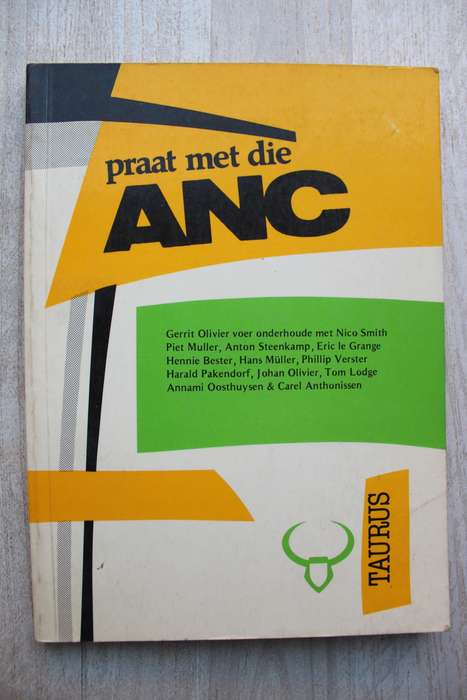 praat met die
ANC
Gerrit Olivier voer onderhoude met Nico Smith
Piet Muller, Anton Steenkamp, Eric le Grange
Hennie Bester, Hans Müller, Phillip Verster
Harald Pakendorf, Johan Olivier, Tom Lodge
Annami Oosthuysen & Carel Anthonissen
TAURUS